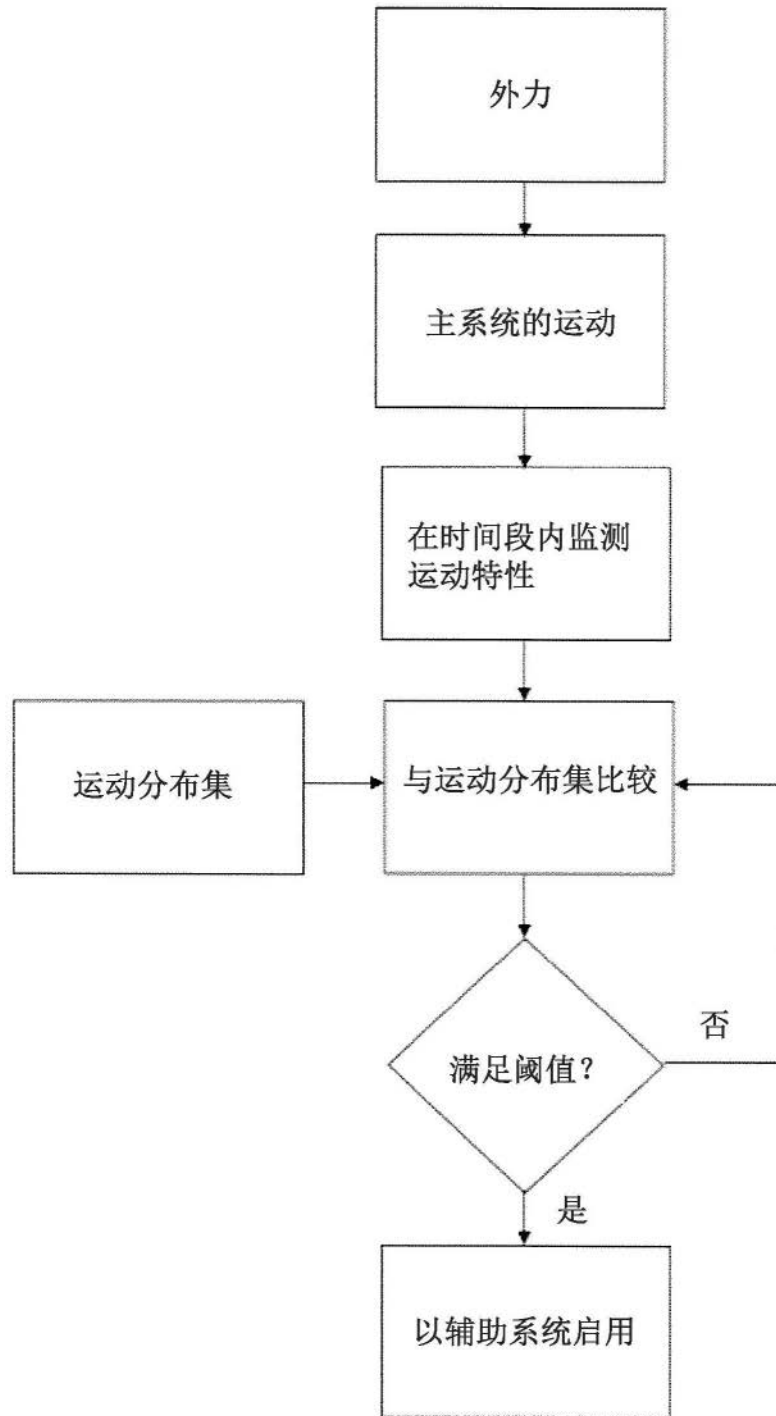 外力
主系统的运动
在时间段内监测
运动特性
运动分布集
与运动分布集比较
满足阈值？
否
是
以辅助系统启用